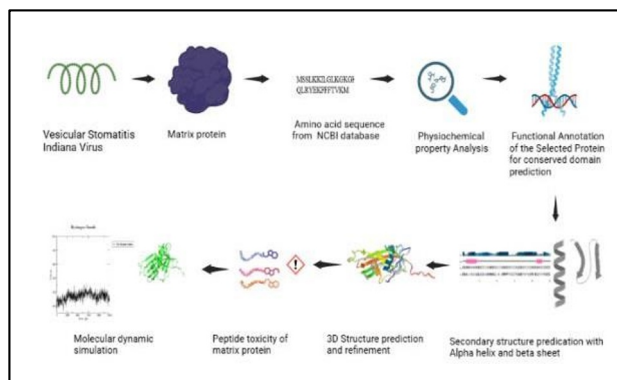 Vesicular Stomatitis
Indiana Virus
Matrix protein
Amino acid sequence
from NCBI database
Physiochemical
property Analysis
Functional Annotation
of the Selected Protein
for conserved domain
prediction
Molecular dynamic
simulation
Peptide toxicity of
matrix protein
3D Structure prediction
and refinement
Secondary structure predication with
Alpha helix and beta sheet